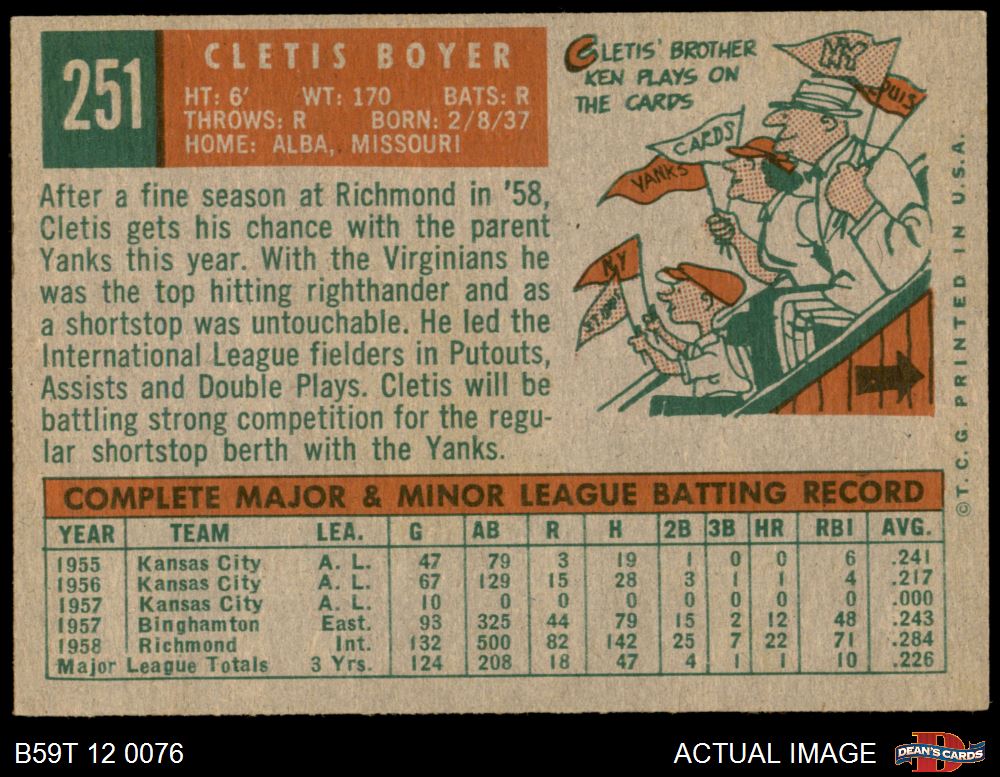 251
CLETIS BOYER
HT: 6' WT: 170 BATS: R
THROWS: R BORN: 2/8/37
HOME: ALBA, MISSOURI
CLETIS' BROTHER
KEN PLAYS ON
THE CARDS
NY
LOUIS
CARDS
YANKS
NY
ST. LOUIS
After a fine season at Richmond in '58,
Cletis gets his chance with the parent
Yanks this year. With the Virginians he
was the top hitting righthander and as
a shortstop was untouchable. He led the
International League fielders in Putouts,
Assists and Double Plays. Cletis will be
battling strong competition for the regu-
lar shortstop berth with the Yanks.
© T. C. G. PRINTED IN U.S.A.
COMPLETE MAJOR & MINOR LEAGUE BATTING RECORD
YEAR TEAM LEA. G AB R H 2B 3B HR RBI AVG.
1955 Kansas City A. L. 47 79 3 19 1 0 0 6 .241
1956 Kansas City A. L. 67 129 15 28 3 1 1 4 .217
1957 Kansas City A. L. 10 0 0 0 0 0 0 0 .000
1957 Binghamton East. 93 325 44 79 15 2 12 48 .243
1958 Richmond Int. 132 500 82 142 25 7 22 71 .284
Major League Totals 3 Yrs. 124 208 18 47 4 1 1 10 .226
B59T 12 0076
ACTUAL IMAGE
D
DEAN'S CARDS